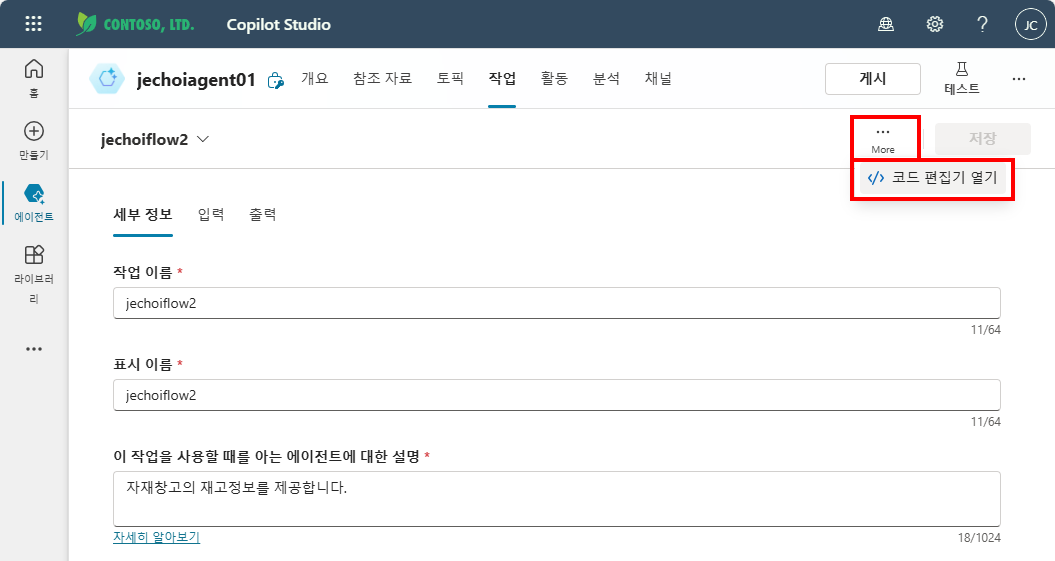 CONTOSO, LTD. Copilot Studio ? JC
jechoiagent01 개요 참조 자료 토픽 작업 활동 분석 채널 게시 테스트 ...
홈
만들기
에이전트
라이브러
리
...
jechoiflow2 ... More 저장
</> 코드 편집기 열기
세부 정보 입력 출력
작업 이름 *
jechoiflow2
11/64
표시 이름 *
jechoiflow2
11/64
이 작업을 사용할 때를 아는 에이전트에 대한 설명 *
자재창고의 재고정보를 제공합니다.
자세히 알아보기 18/1024